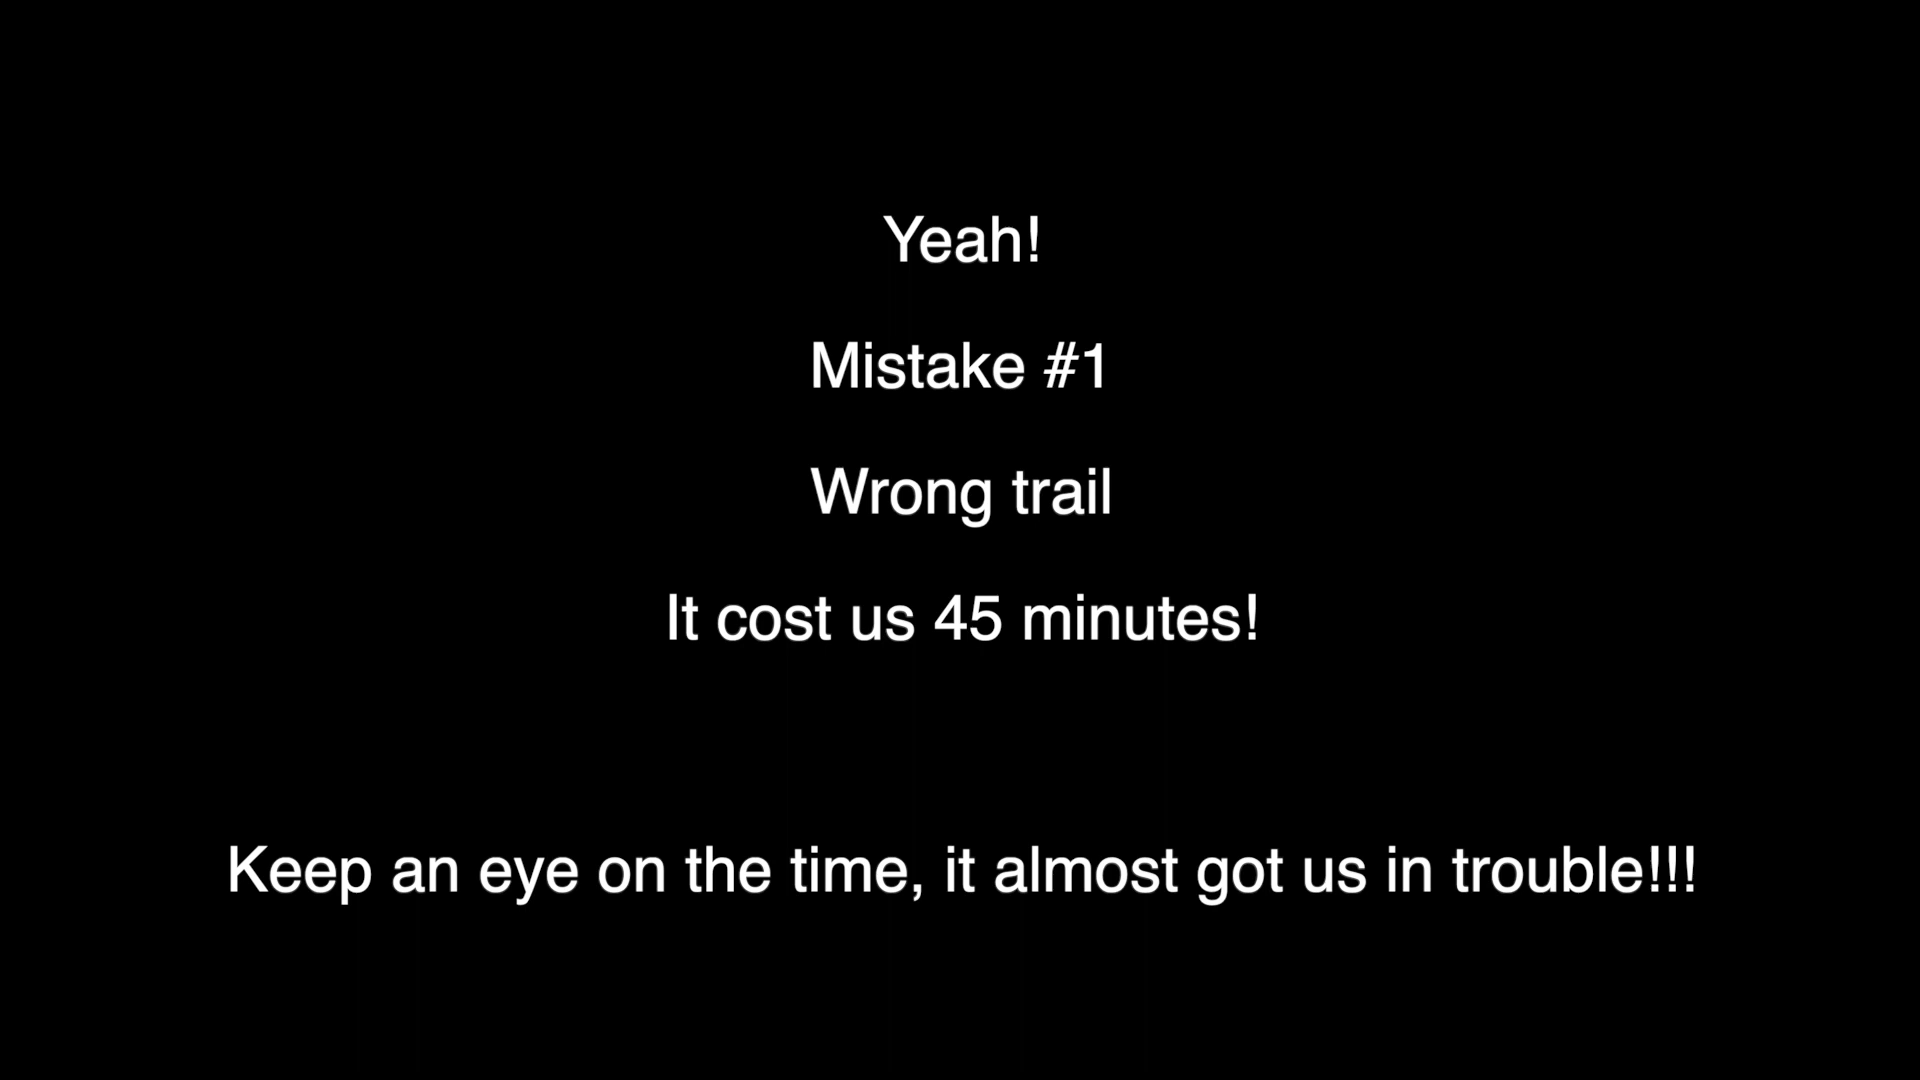 Yeah!
Mistake #1
Wrong trail
It cost us 45 minutes!
Keep an eye on the time, it almost got us in trouble!!!